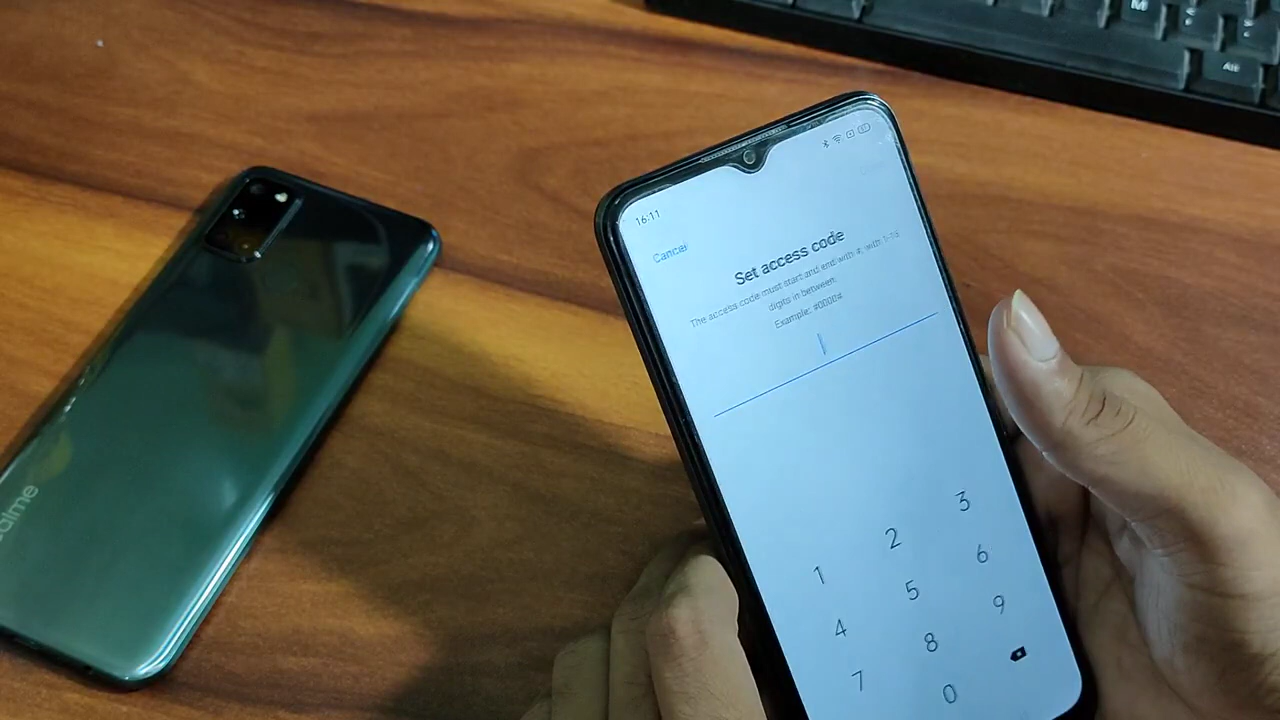 16:11
Cancel
Set access code
The access code must start and end with #, with 1-16
digits in between.
Example: #0000#
1 2 3
4 5 6
7 8 9
0
realme
M
Alt